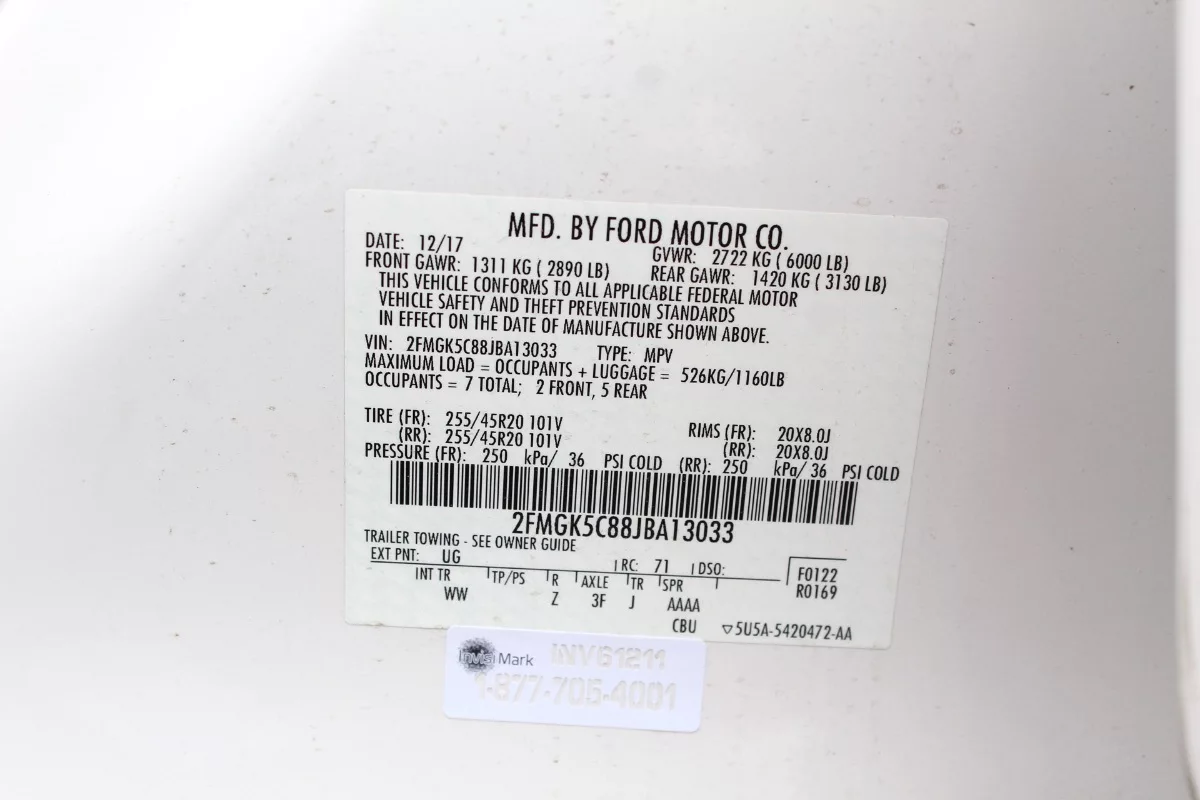 MFD. BY FORD MOTOR CO.
DATE: 12/17 GVWR: 2722 KG ( 6000 LB)
FRONT GAWR: 1311 KG ( 2890 LB) REAR GAWR: 1420 KG ( 3130 LB)
THIS VEHICLE CONFORMS TO ALL APPLICABLE FEDERAL MOTOR
VEHICLE SAFETY AND THEFT PREVENTION STANDARDS
IN EFFECT ON THE DATE OF MANUFACTURE SHOWN ABOVE.
VIN: 2FMGK5C88JBA13033 TYPE: MPV
MAXIMUM LOAD = OCCUPANTS + LUGGAGE = 526KG/1160LB
OCCUPANTS = 7 TOTAL; 2 FRONT, 5 REAR
TIRE (FR): 255/45R20 101V RIMS (FR): 20X8.0J
(RR): 255/45R20 101V (RR): 20X8.0J
PRESSURE (FR): 250 kPa/ 36 PSI COLD (RR): 250 kPa/ 36 PSI COLD
2FMGK5C88JBA13033
TRAILER TOWING - SEE OWNER GUIDE
EXT PNT: UG RC: 71 DSO: F0122
INT TR TP/PS R AXLE TR SPR R0169
WW Z 3F J AAAA
CBU ▽5U5A-5420472-AA
InvisiMark INV61211
1-877-705-4001